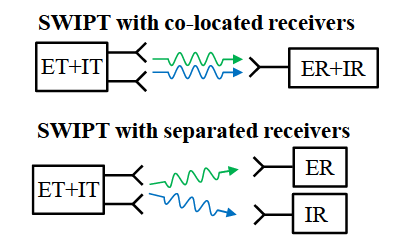 SWIPT with co-located receivers
ET+IT
ER+IR
SWIPT with separated receivers
ET+IT
ER
IR